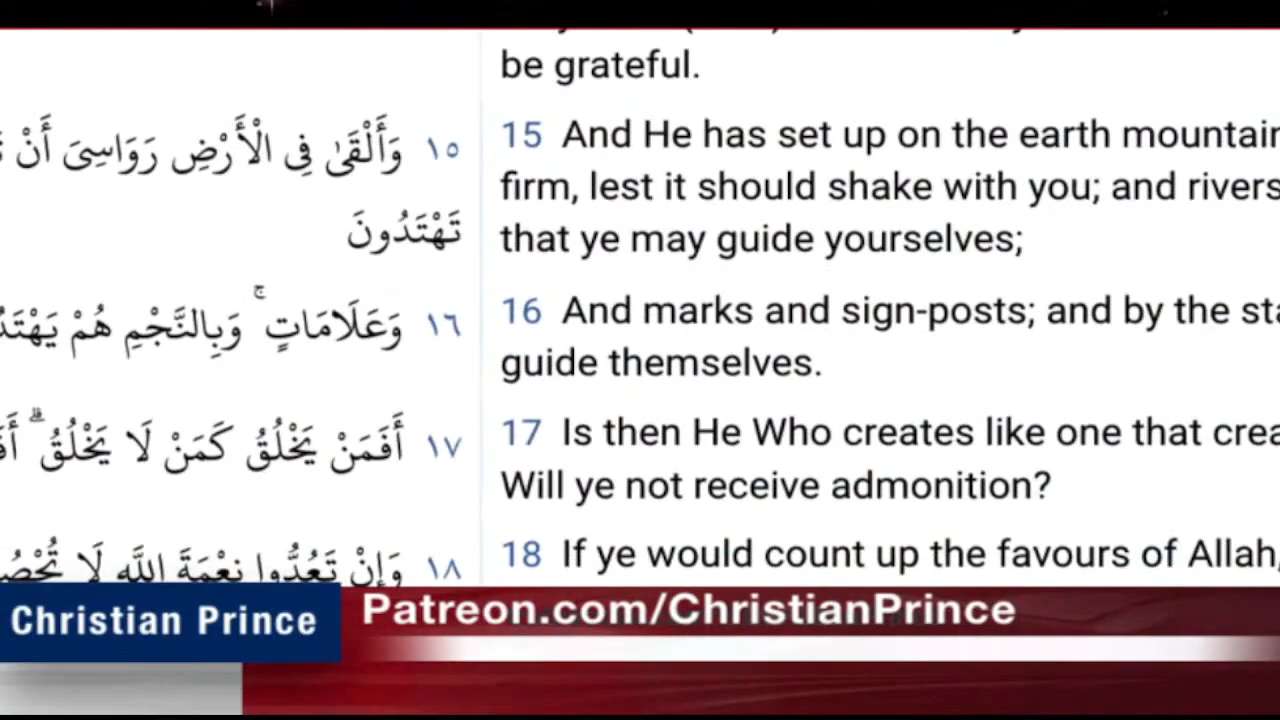 be grateful.
١٥ وَأَلْقَىٰ فِى الْأَرْضِ رَوَاسِىَ أَنْ
تَهْتَدُونَ
15 And He has set up on the earth
firm, lest it should shake with you; and rivers
that ye may guide yourselves;
١٦ وَعَلَامَاتٍ ۚ وَبِالنَّجْمِ هُمْ
16 And marks and sign-posts; and by the
guide themselves.
١٧ أَفَمَنْ يَخْلُقُ كَمَنْ لَا يَخْلُقُ ۗ
17 Is then He Who creates like one that
Will ye not receive admonition?
١٨ وَإِنْ تَعُدُّوا نِعْمَةَ اللَّهِ لَا
18 If ye would count up the favours of Allah,
Christian Prince
Patreon.com/ChristianPrince